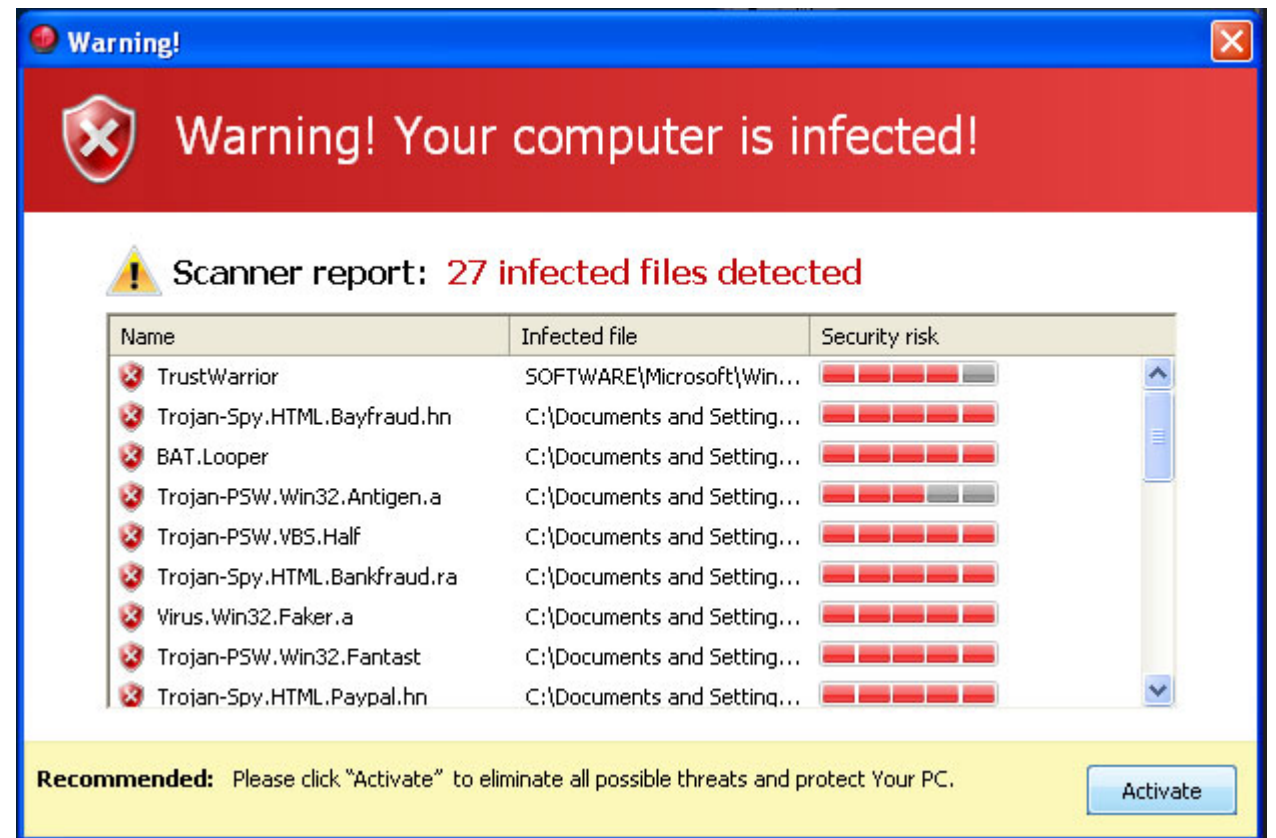 Warning!
Warning! Your computer is infected!
Scanner report: 27 infected files detected
Name Infected file Security risk
TrustWarrior SOFTWARE\Microsoft\Win...
Trojan-Spy.HTML.Bayfraud.hn C:\Documents and Setting...
BAT.Looper C:\Documents and Setting...
Trojan-PSW.Win32.Antigen.a C:\Documents and Setting...
Trojan-PSW.VBS.Half C:\Documents and Setting...
Trojan-Spy.HTML.Bankfraud.ra C:\Documents and Setting...
Virus.Win32.Faker.a C:\Documents and Setting...
Trojan-PSW.Win32.Fantast C:\Documents and Setting...
Trojan-Spy.HTML.Paypal.hn C:\Documents and Setting...
Recommended: Please click "Activate" to eliminate all possible threats and protect Your PC.
Activate